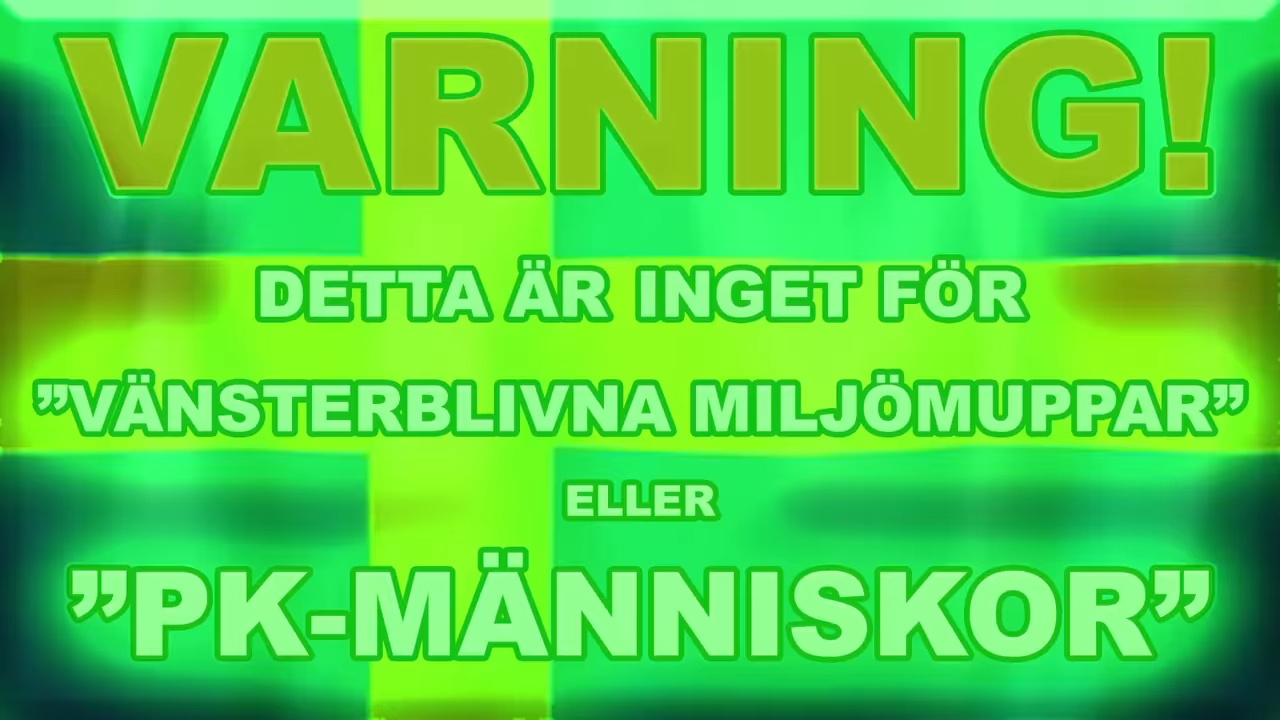 VARNING!
DETTA ÄR INGET FÖR
”VÄNSTERBLIVNA MILJÖMUPPAR”
ELLER
”PK-MÄNNISKOR”